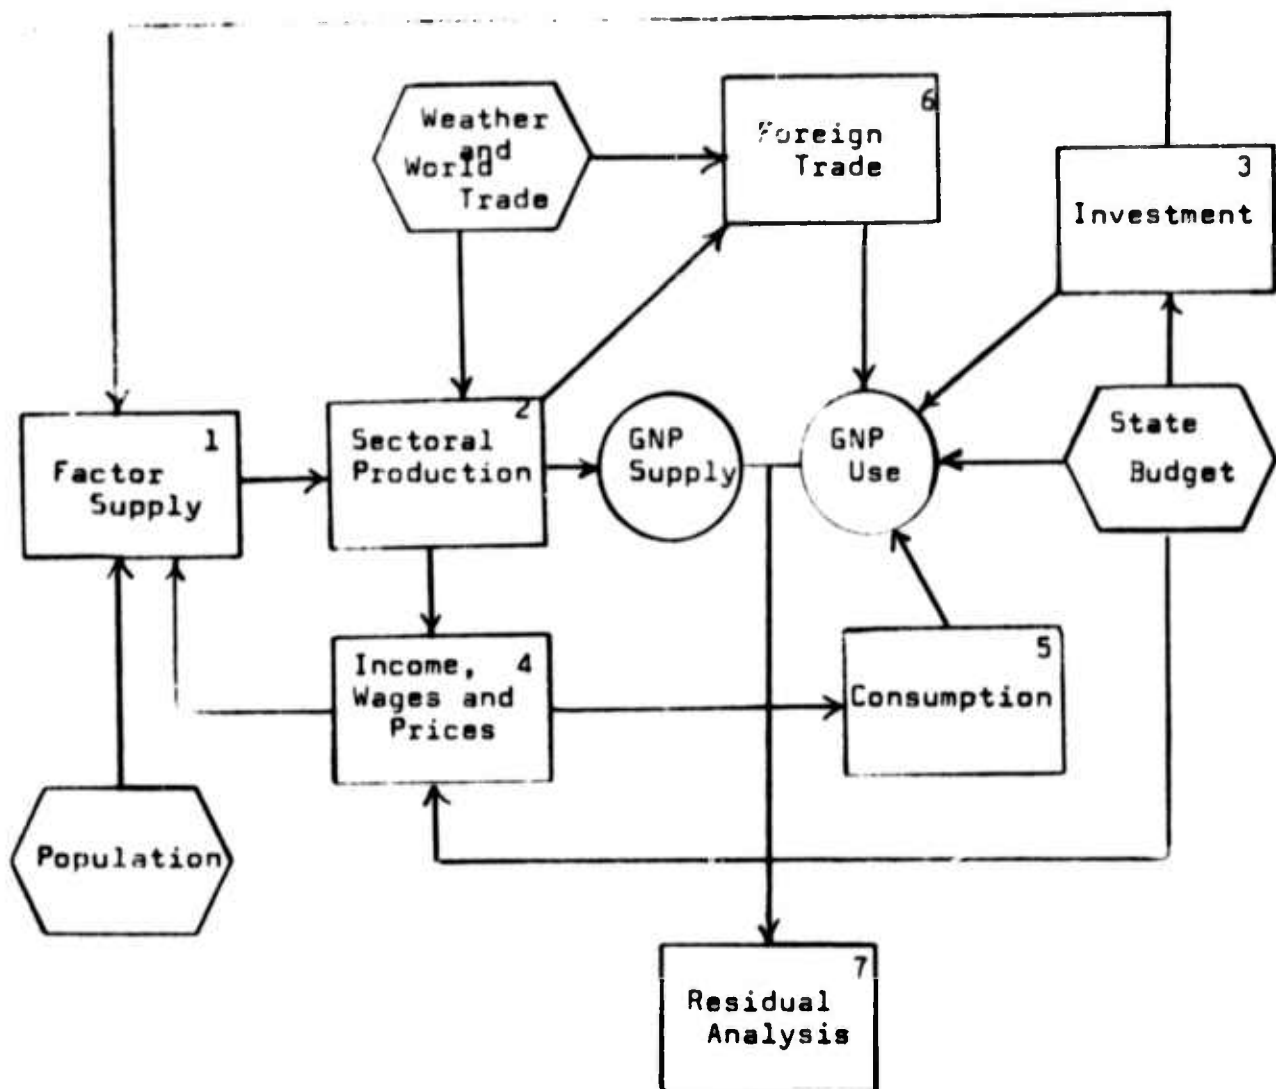 6
Weather
and
World
Trade
Foreign
Trade
3
Investment
1
Factor
Supply
2
Sectoral
Production
GNP
Supply
GNP
Use
State
Budget
Income, 4
Wages and
Prices
5
Consumption
Population
7
Residual
Analysis